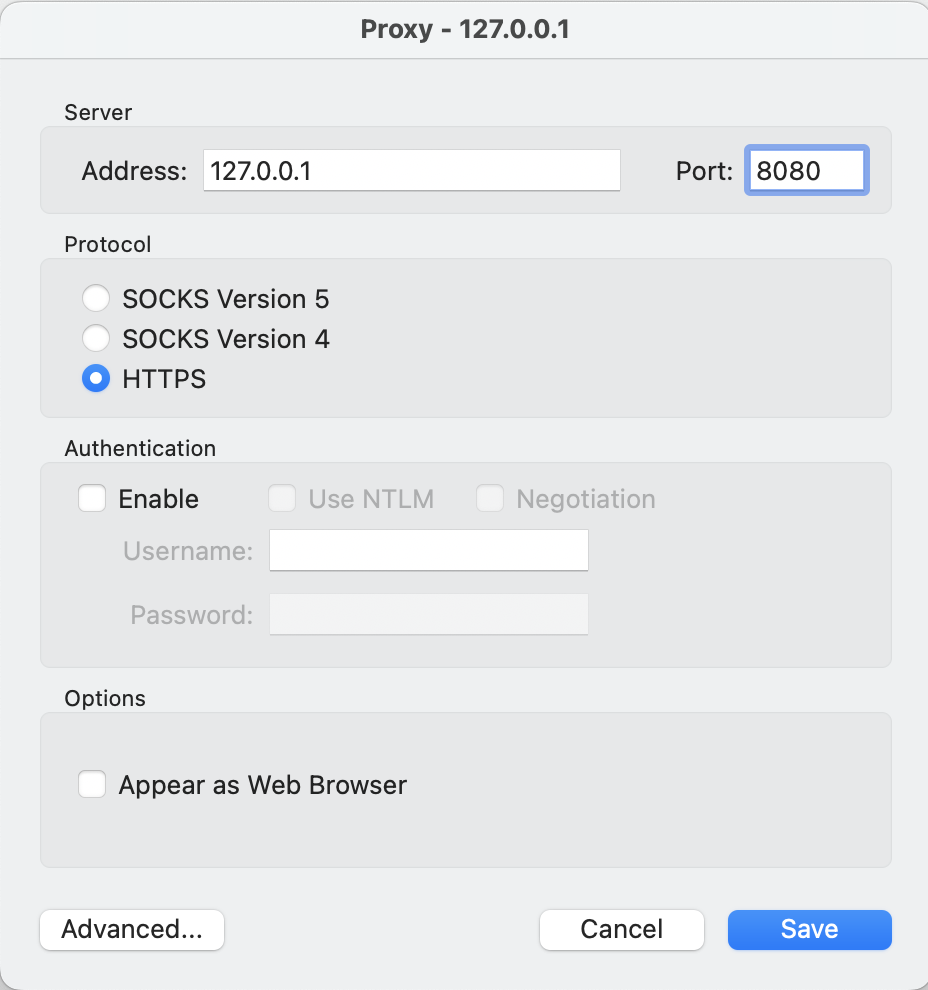 Proxy - 127.0.0.1
Server
Address: 127.0.0.1 Port: 8080
Protocol
SOCKS Version 5
SOCKS Version 4
HTTPS
Authentication
Enable Use NTLM Negotiation
Username:
Password:
Options
Appear as Web Browser
Advanced... Cancel Save